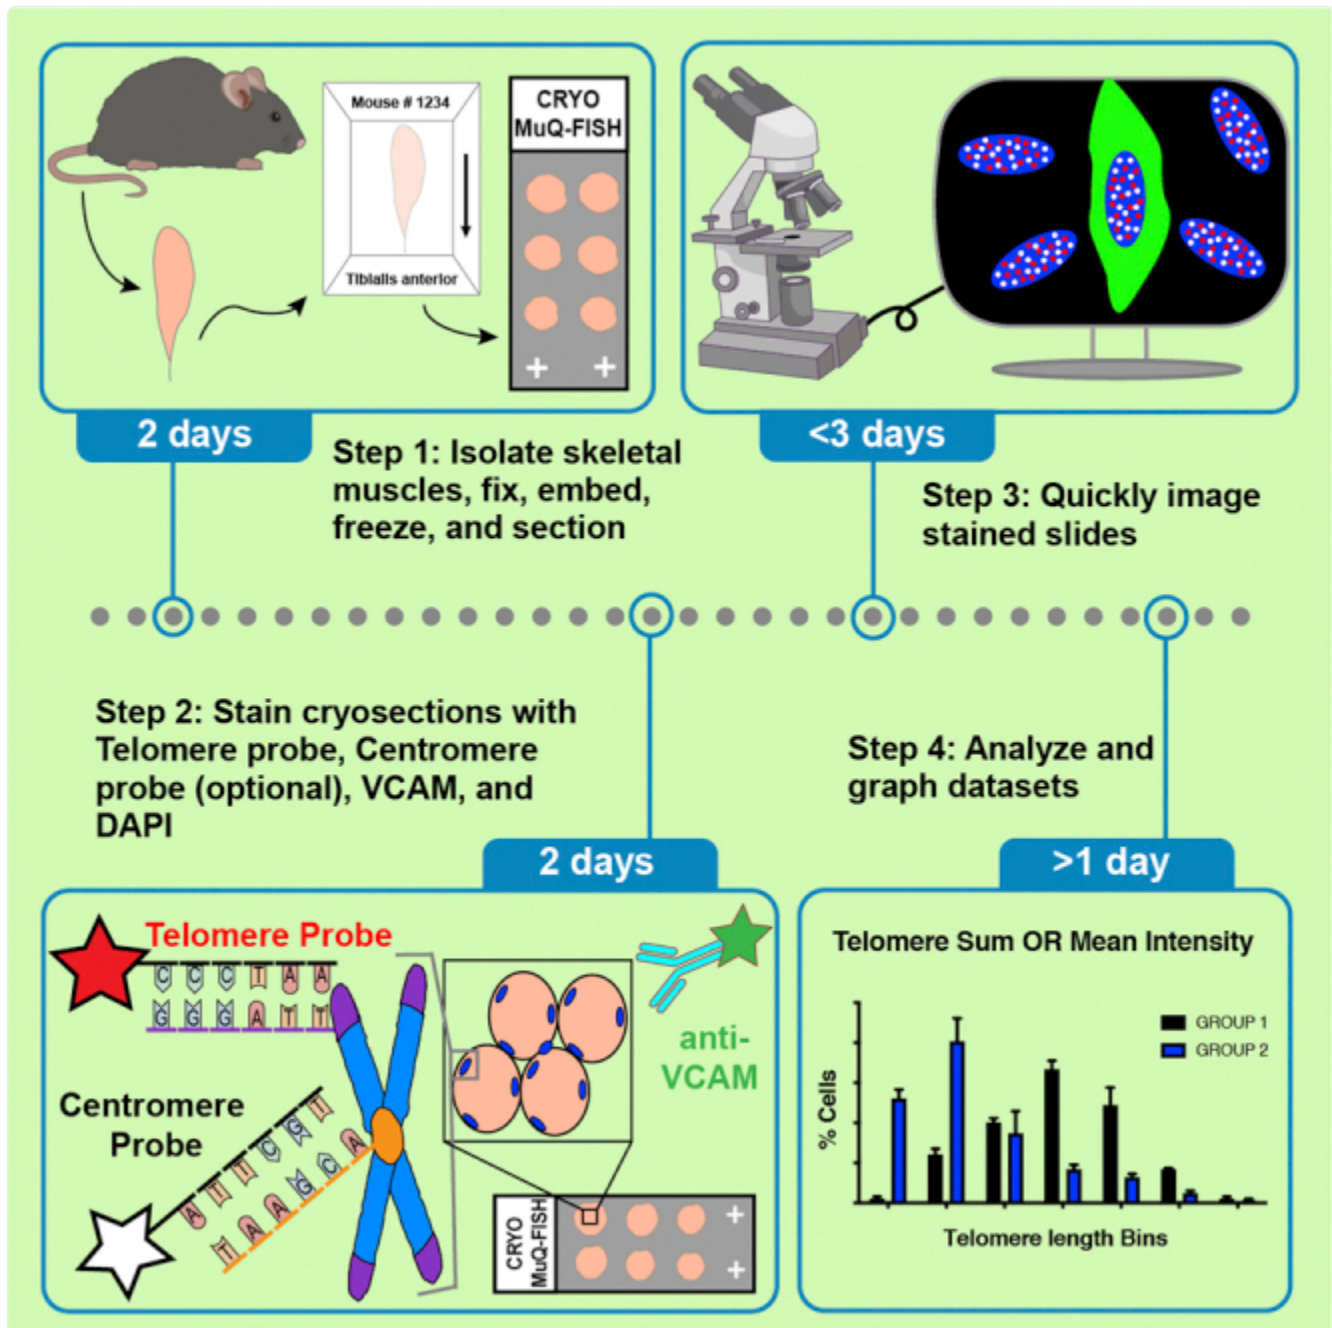 Mouse # 1234
Tibialis anterior
CRYO
MuQ-FISH
+ +
2 days
Step 1: Isolate skeletal
muscles, fix, embed,
freeze, and section
<3 days
Step 3: Quickly image
stained slides
Step 2: Stain cryosections with
Telomere probe, Centromere
probe (optional), VCAM, and
DAPI
2 days
Step 4: Analyze and
graph datasets
>1 day
Telomere Probe
C C C T A A
G G G A T T
Centromere
Probe
A T T C G T
T A A G C A
anti-
VCAM
CRYO
MuQ-FISH
+
+
Telomere Sum OR Mean Intensity
GROUP 1
GROUP 2
% Cells
Telomere length Bins